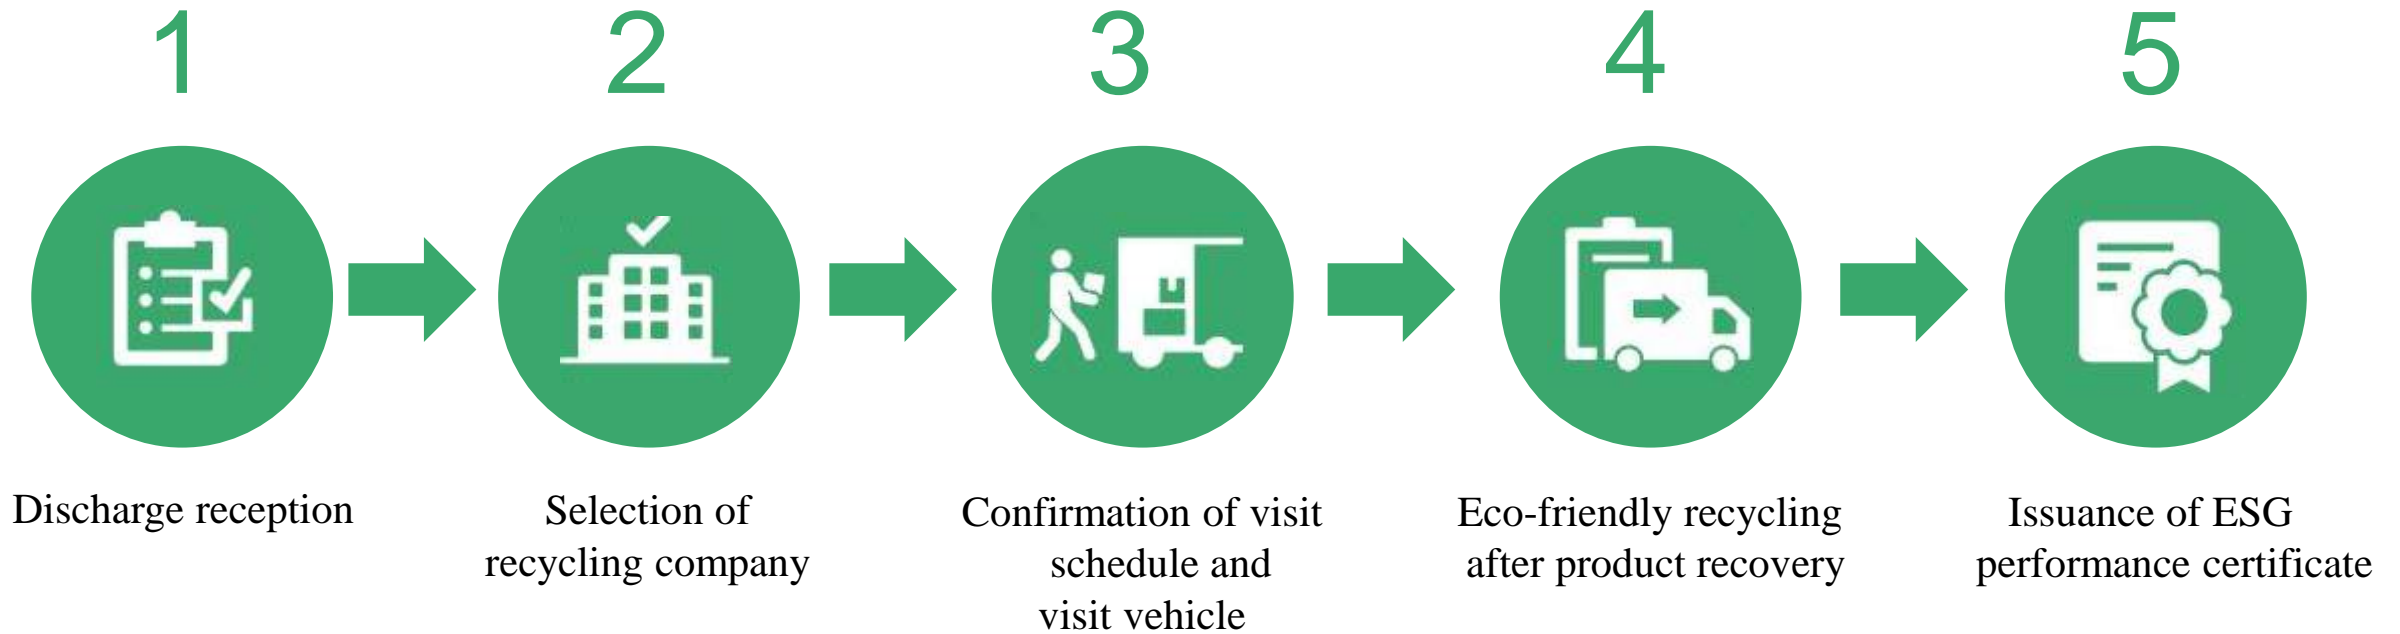 1
2
3
4
5
Discharge reception
Selection of
recycling company
Confirmation of visit
schedule and
visit vehicle
Eco-friendly recycling
after product recovery
Issuance of ESG
performance certificate